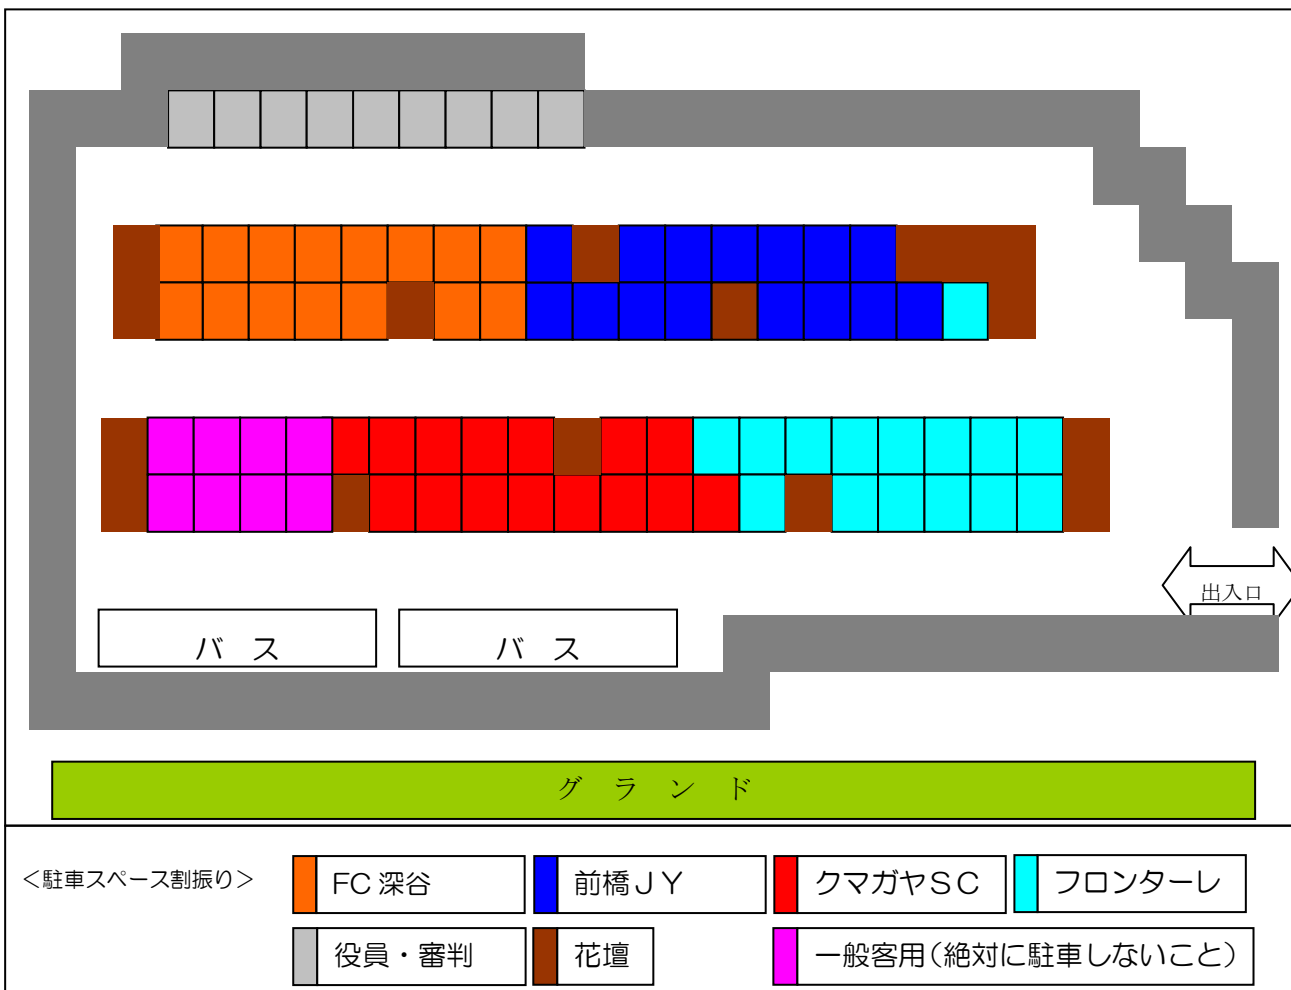 出入口
バ ス
バ ス
グ ラ ン ド
＜駐車スペース割振り＞
FC 深谷
前橋ＪＹ
クマガヤＳＣ
フロンターレ
役員・審判
花壇
一般客用（絶対に駐車しないこと）